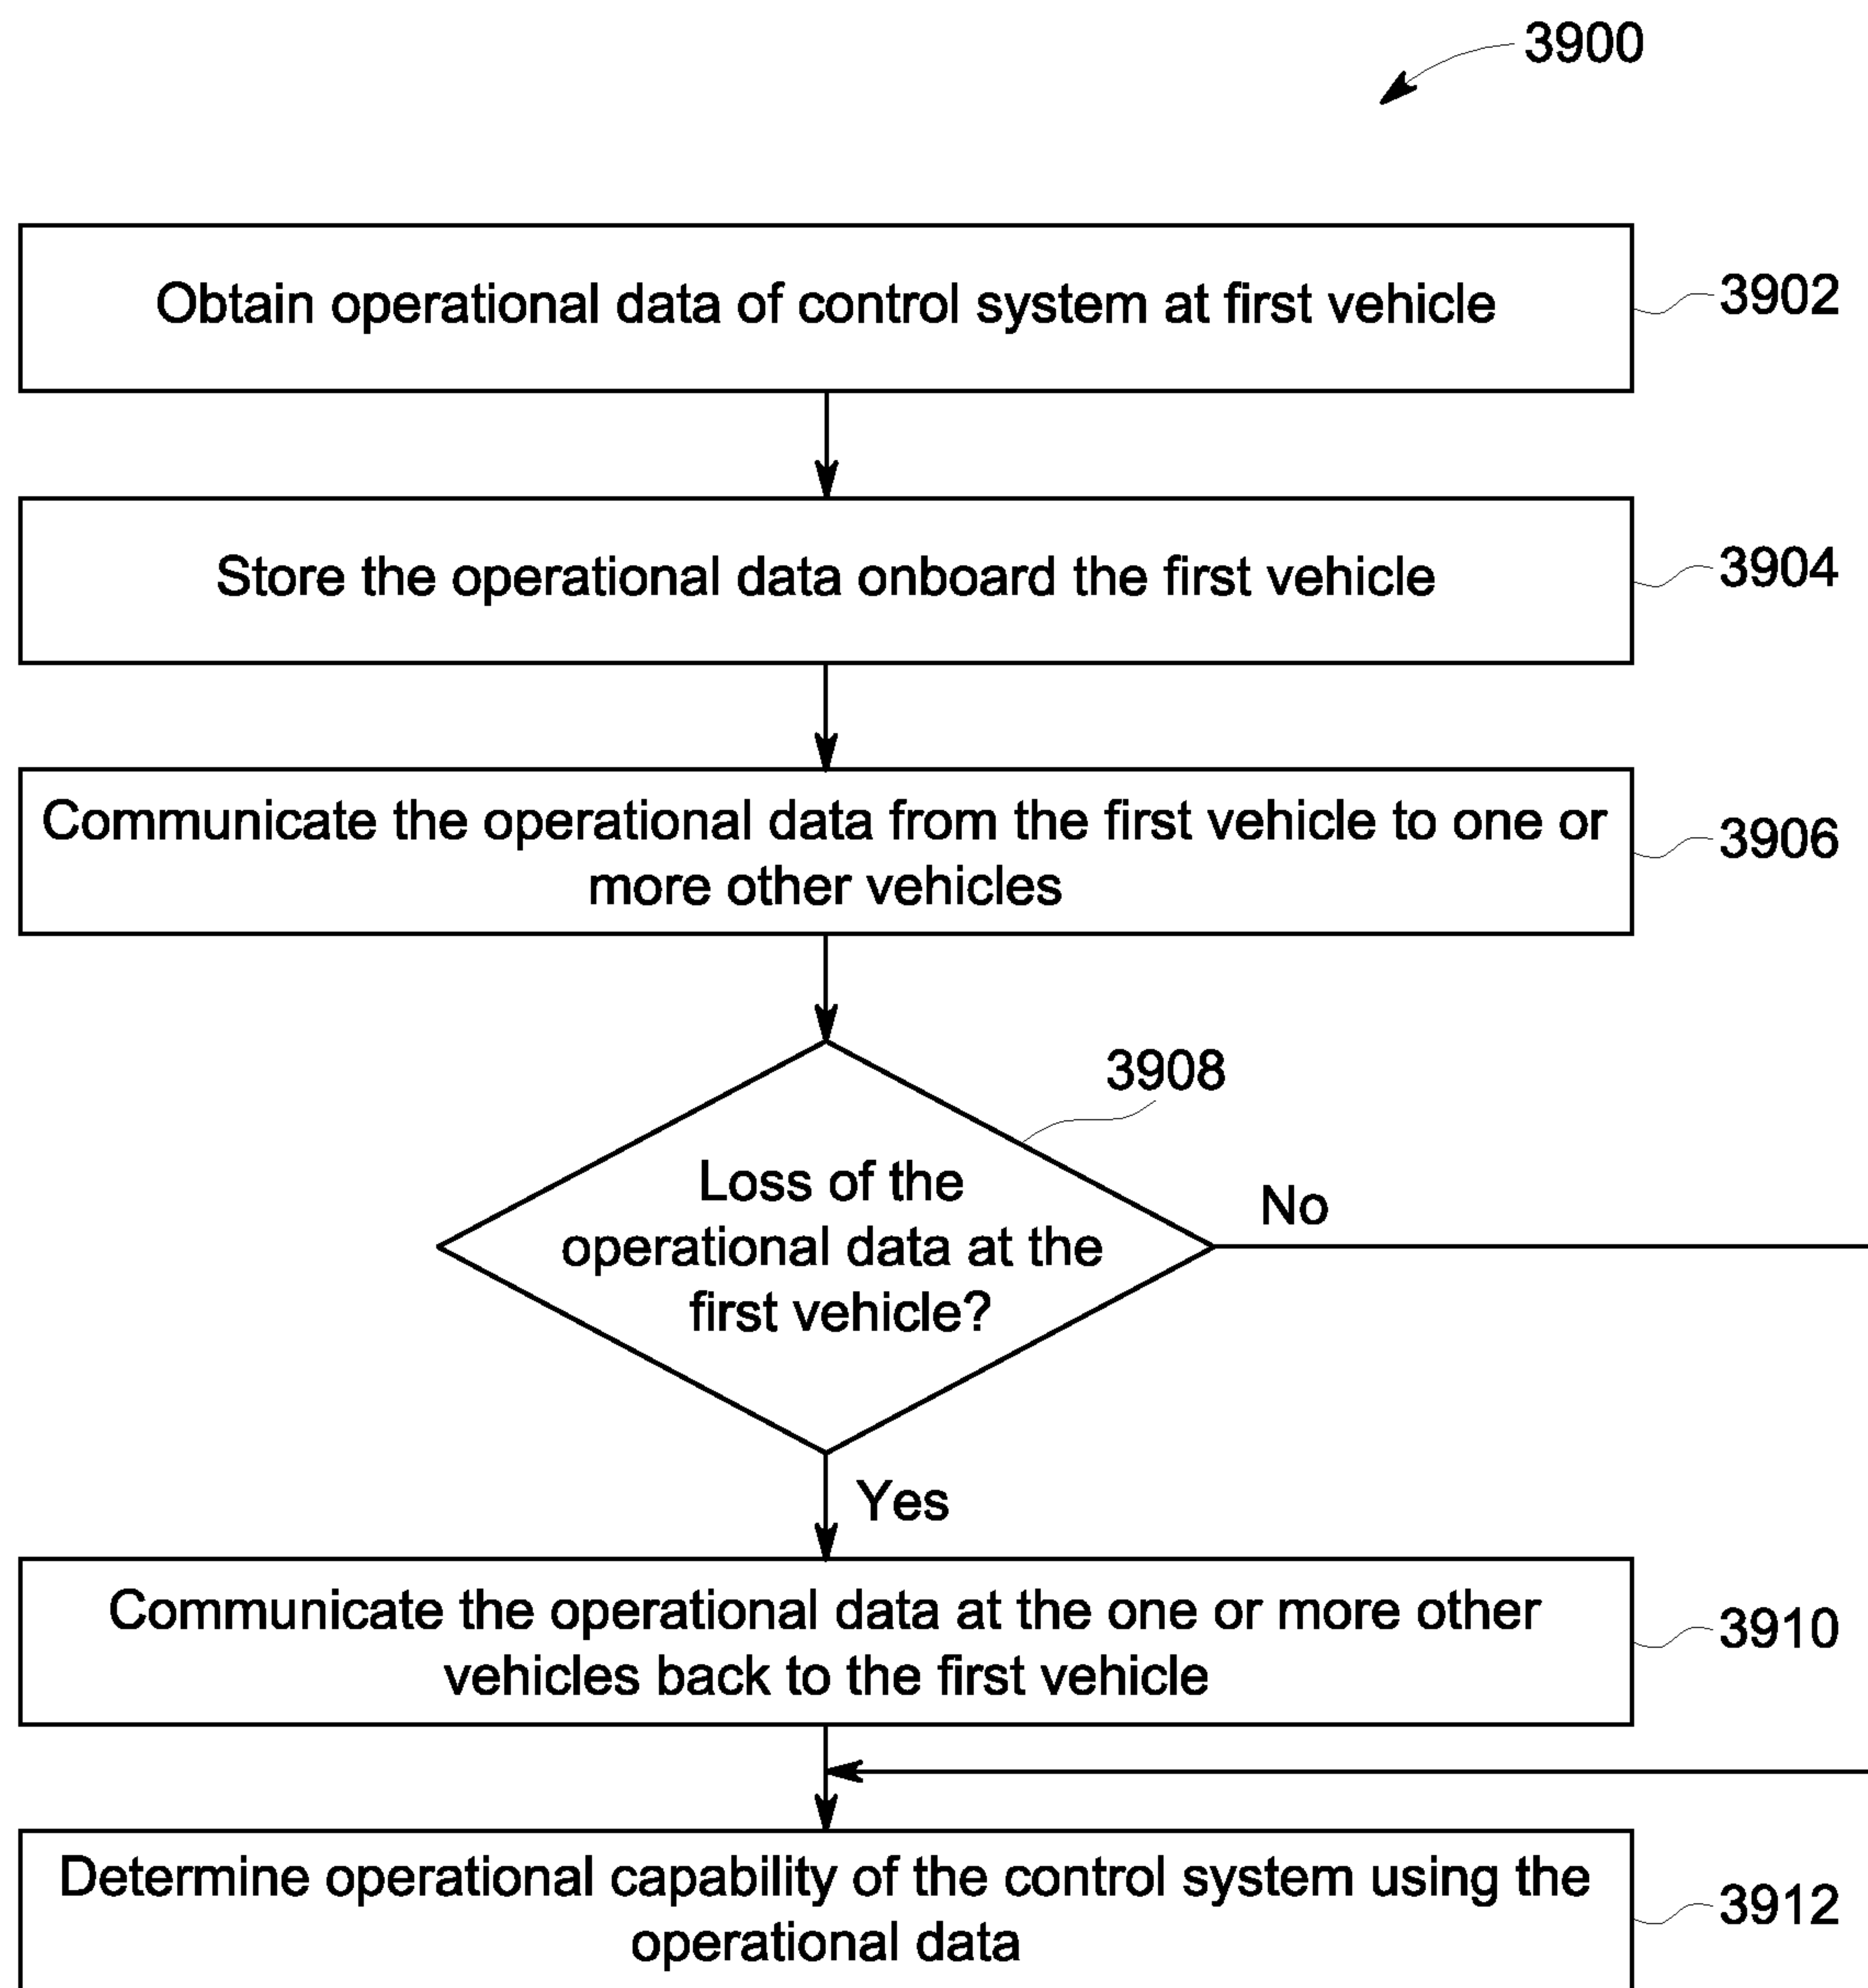 3900
Obtain operational data of control system at first vehicle
3902
Store the operational data onboard the first vehicle
3904
Communicate the operational data from the first vehicle to one or
more other vehicles
3906
3908
Loss of the
operational data at the
first vehicle?
No
Yes
Communicate the operational data at the one or more other
vehicles back to the first vehicle
3910
Determine operational capability of the control system using the
operational data
3912